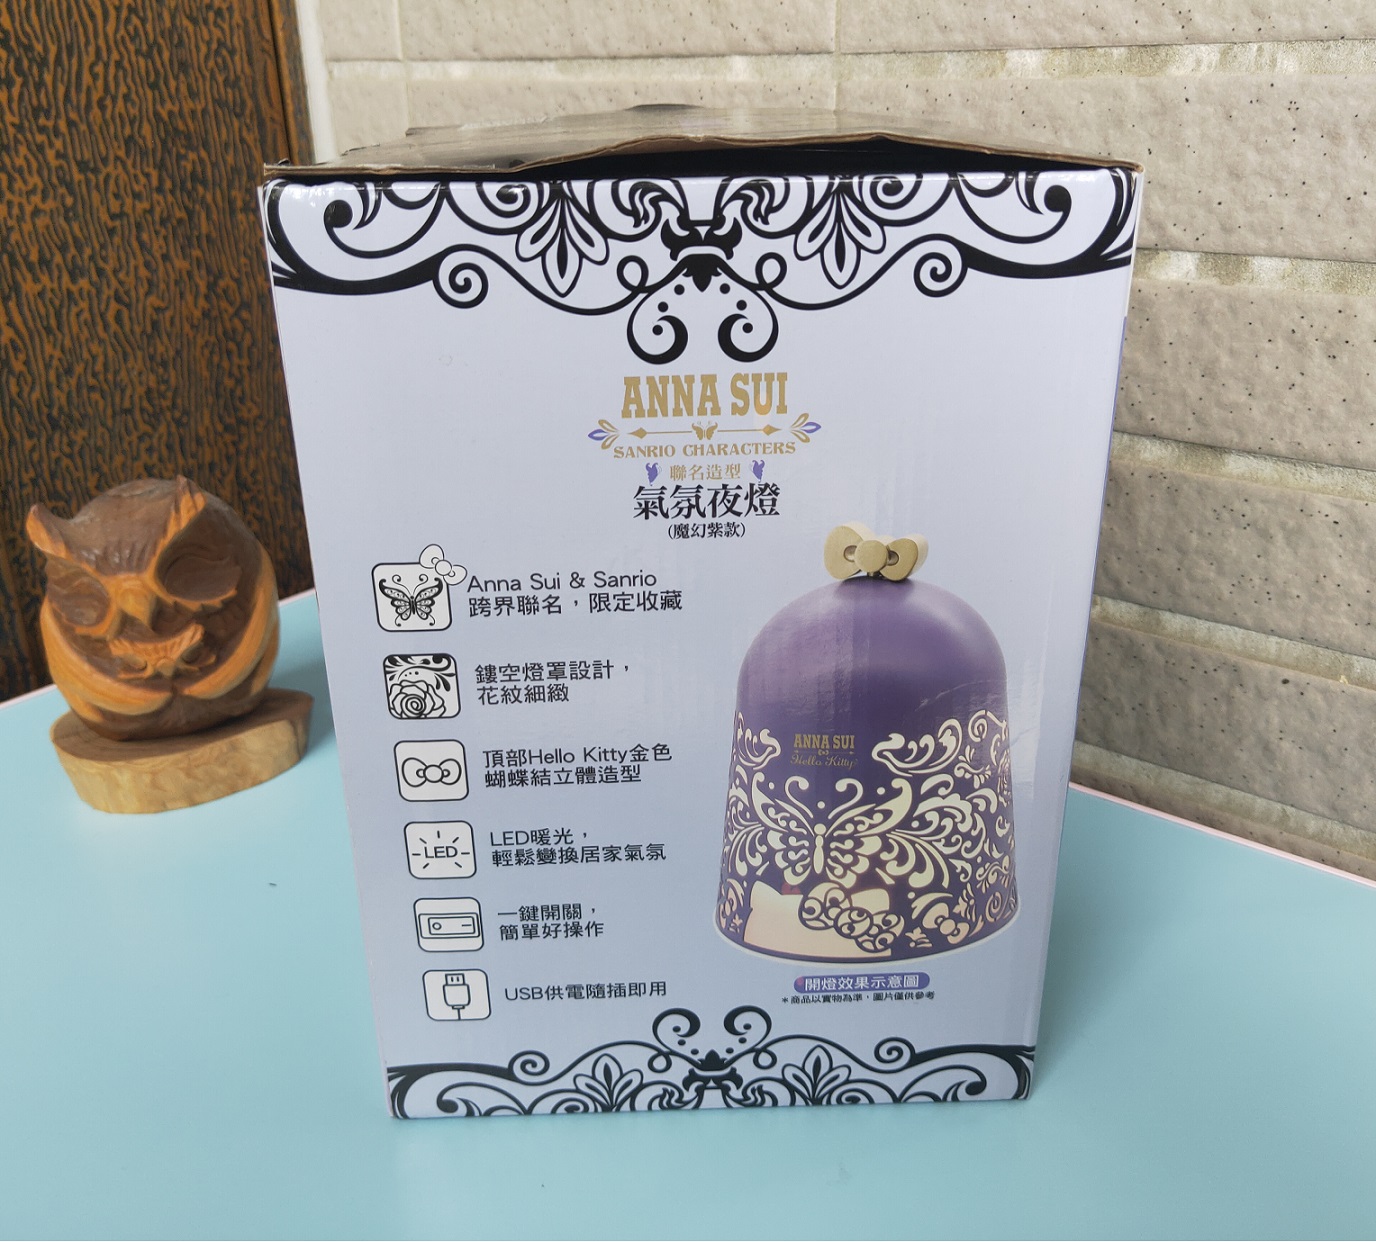 ANNA SUI
SANRIO CHARACTERS
聯名造型
氣氛夜燈
(魔幻紫款)
Anna Sui & Sanrio
跨界聯名，限定收藏
鏤空燈罩設計，
花紋細緻
頂部Hello Kitty金色
蝴蝶結立體造型
LED
LED暖光，
輕鬆變換居家氣氛
一鍵開關，
簡單好操作
USB供電隨插即用
ANNA SUI
Hello Kitty
開燈效果示意圖
*商品以實物為準，圖片僅供參考